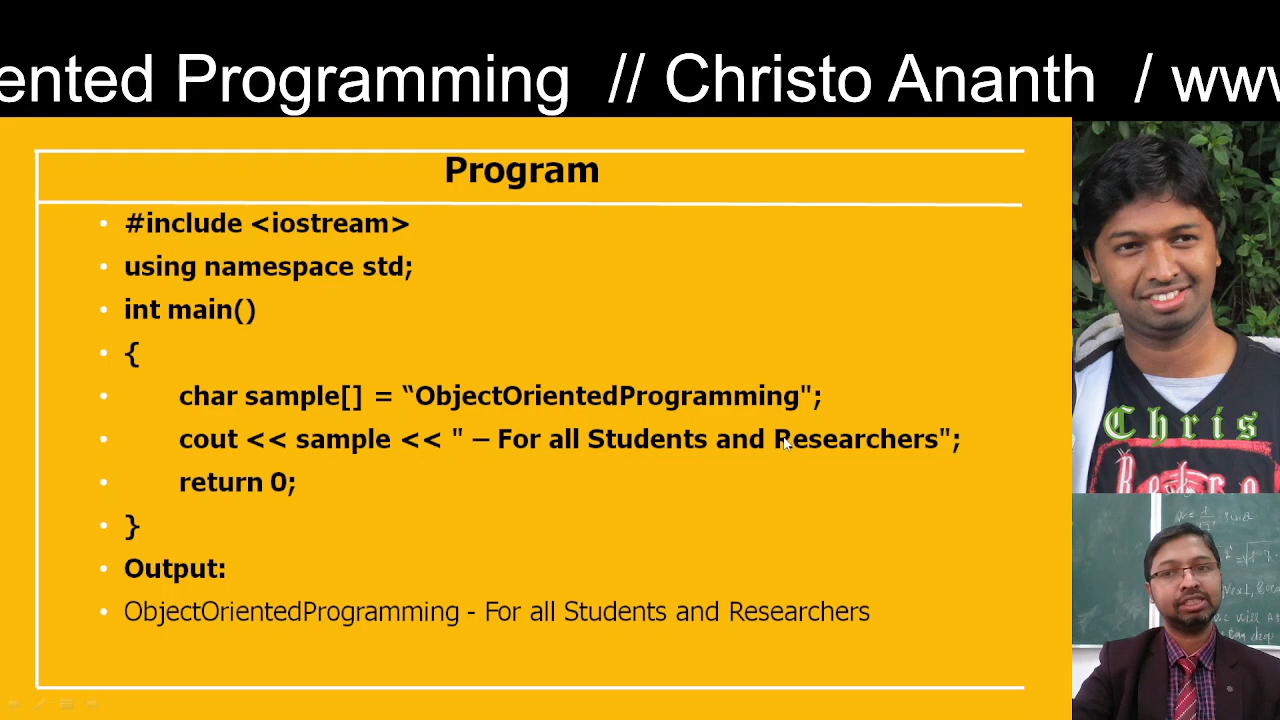 ented Programming // Christo Ananth / www
Program
#include <iostream>
using namespace std;
int main()
{
char sample[] = “ObjectOrientedProgramming";
cout << sample << " – For all Students and Researchers";
return 0;
}
Output:
ObjectOrientedProgramming - For all Students and Researchers
Chris